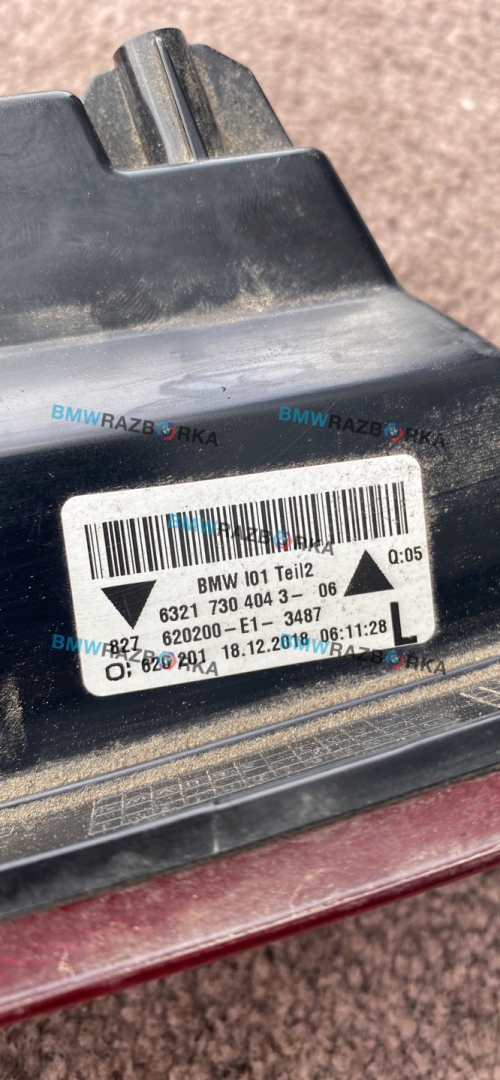 BMWRAZBORKA
BMWRAZBORKA
BMWRAZBORKA
BMW I01 Teil2
Q:05
6321 730 404 3- 06
827 620200-E1- 3487
620 201 18.12.2018 06:11:28 L
BMWRAZBORKA
BMWRAZBORKA